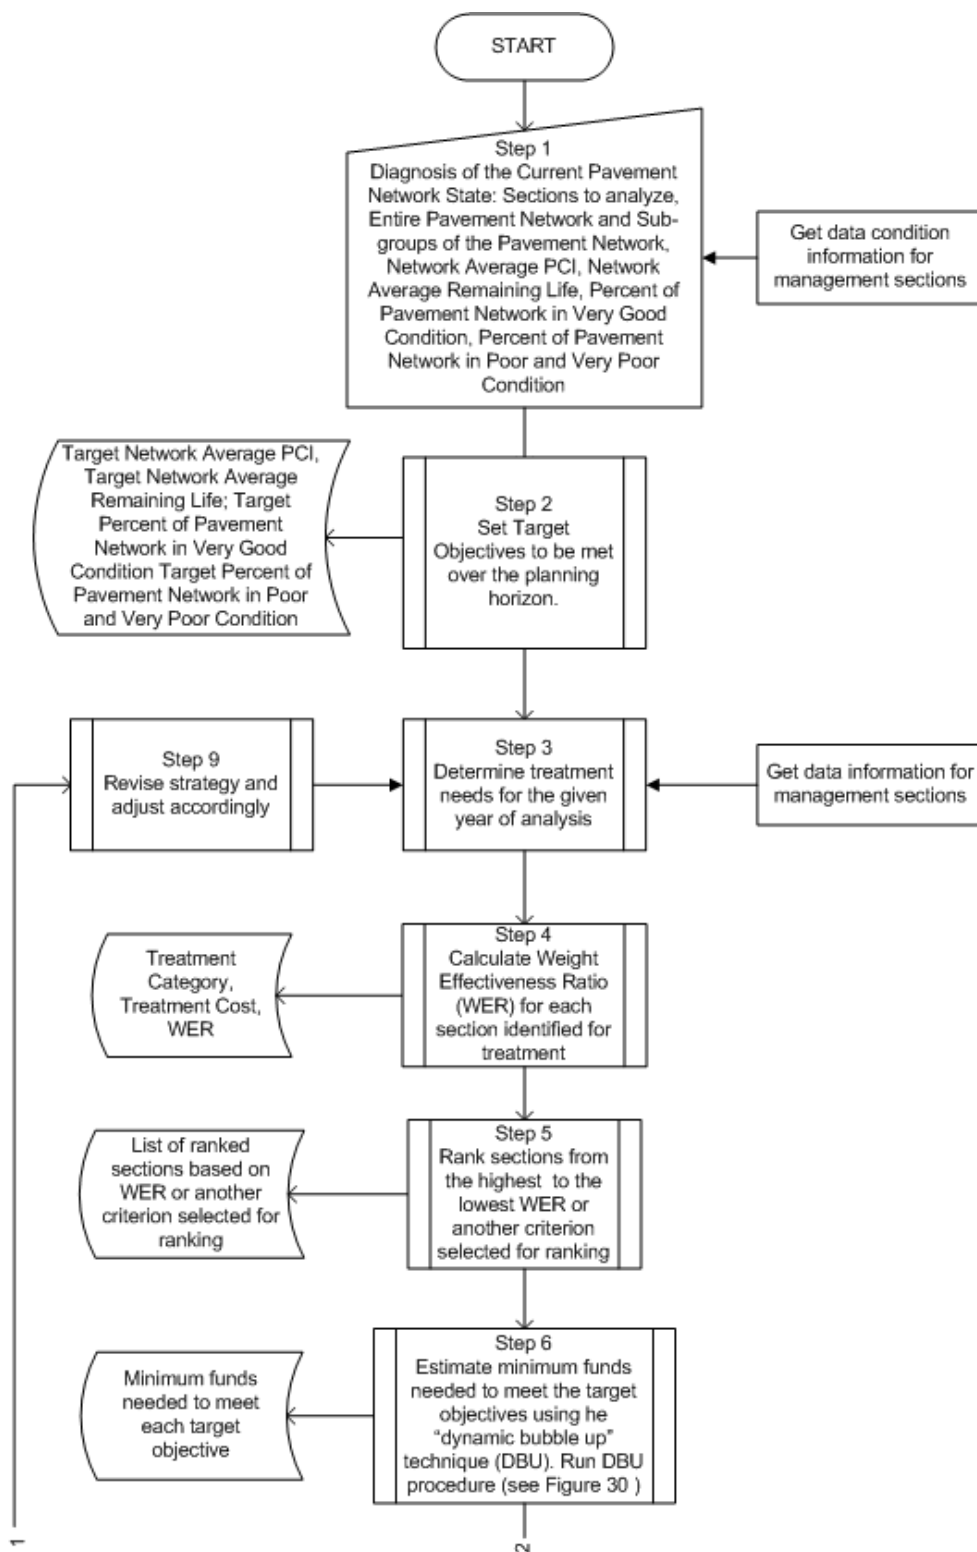 START
Step 1
Diagnosis of the Current Pavement
Network State: Sections to analyze,
Entire Pavement Network and Sub-
groups of the Pavement Network,
Network Average PCI, Network
Average Remaining Life, Percent of
Pavement Network in Very Good
Condition, Percent of Pavement
Network in Poor and Very Poor
Condition
Get data condition
information for
management sections
Target Network Average PCI,
Target Network Average
Remaining Life; Target
Percent of Pavement
Network in Very Good
Condition Target Percent of
Pavement Network in Poor
and Very Poor Condition
Step 2
Set Target
Objectives to be met
over the planning
horizon.
Step 9
Revise strategy and
adjust accordingly
Step 3
Determine treatment
needs for the given
year of analysis
Get data information for
management sections
Treatment
Category,
Treatment Cost,
WER
Step 4
Calculate Weight
Effectiveness Ratio
(WER) for each
section identified for
treatment
List of ranked
sections based on
WER or another
criterion selected for
ranking
Step 5
Rank sections from
the highest to the
lowest WER or
another criterion
selected for ranking
Minimum funds
needed to meet
each target
objective
Step 6
Estimate minimum funds
needed to meet the target
objectives using he
“dynamic bubble up”
technique (DBU). Run DBU
procedure (see Figure 30 )
1
2